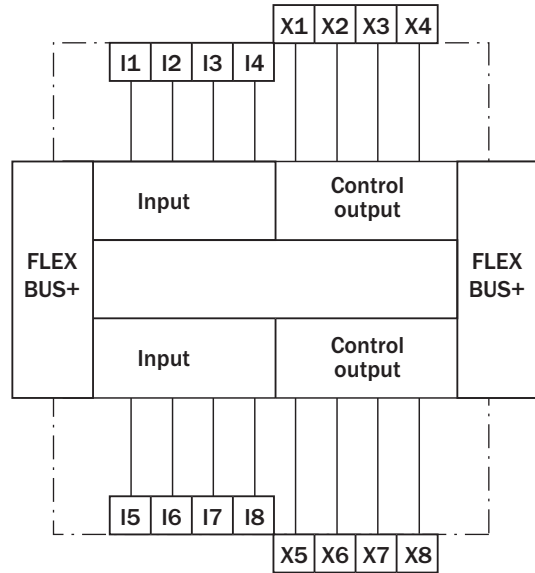 X1 X2 X3 X4
I1 I2 I3 I4
Input
Control
output
FLEX
BUS+
FLEX
BUS+
Input
Control
output
I5 I6 I7 I8
X5 X6 X7 X8